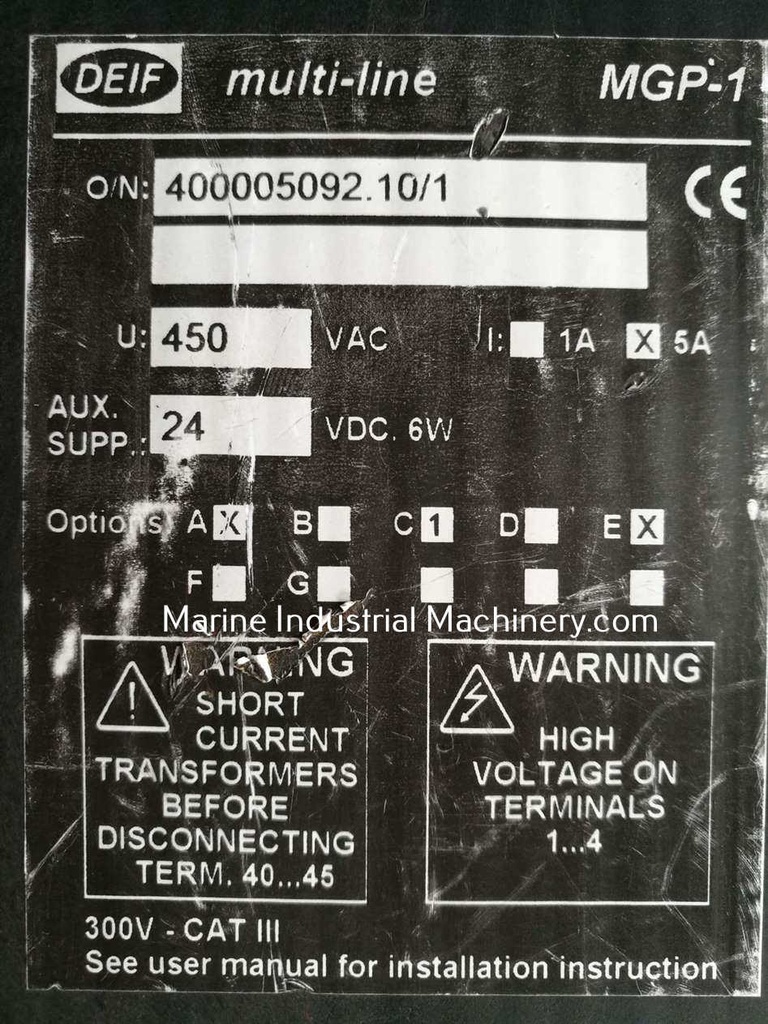 DEIF multi-line MGP-1
O/N: 400005092.10/1 CE
U: 450 VAC I: 1A X 5A
AUX.
SUPP.: 24 VDC. 6W
Options A X B C 1 D E X
F G
Marine Industrial Machinery.com
WARNING
SHORT
CURRENT
TRANSFORMERS
BEFORE
DISCONNECTING
TERM. 40...45
WARNING
HIGH
VOLTAGE ON
TERMINALS
1...4
300V - CAT III
See user manual for installation instruction